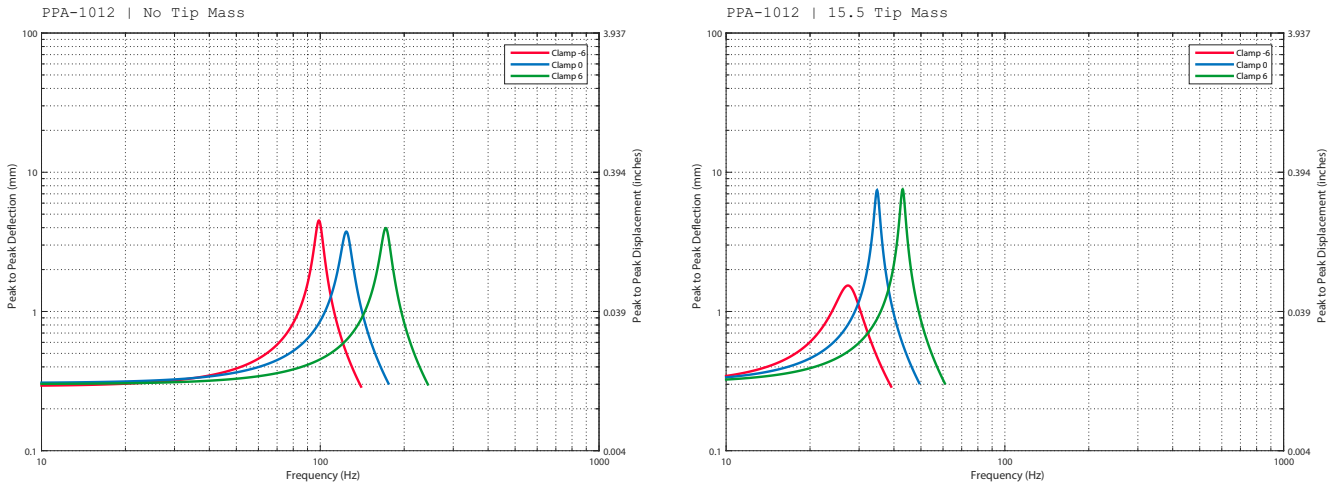 PPA-1012 | No Tip Mass
100
10
1
0.1
Peak to Peak Deflection (mm)
3.937
0.394
0.039
0.004
Peak to Peak Displacement (inches)
Clamp -6
Clamp 0
Clamp 6
10
100
1000
Frequency (Hz)
PPA-1012 | 15.5 Tip Mass
100
10
1
0.1
Peak to Peak Deflection (mm)
3.937
0.394
0.039
0.004
Peak to Peak Displacement (inches)
Clamp -6
Clamp 0
Clamp 6
10
100
1000
Frequency (Hz)